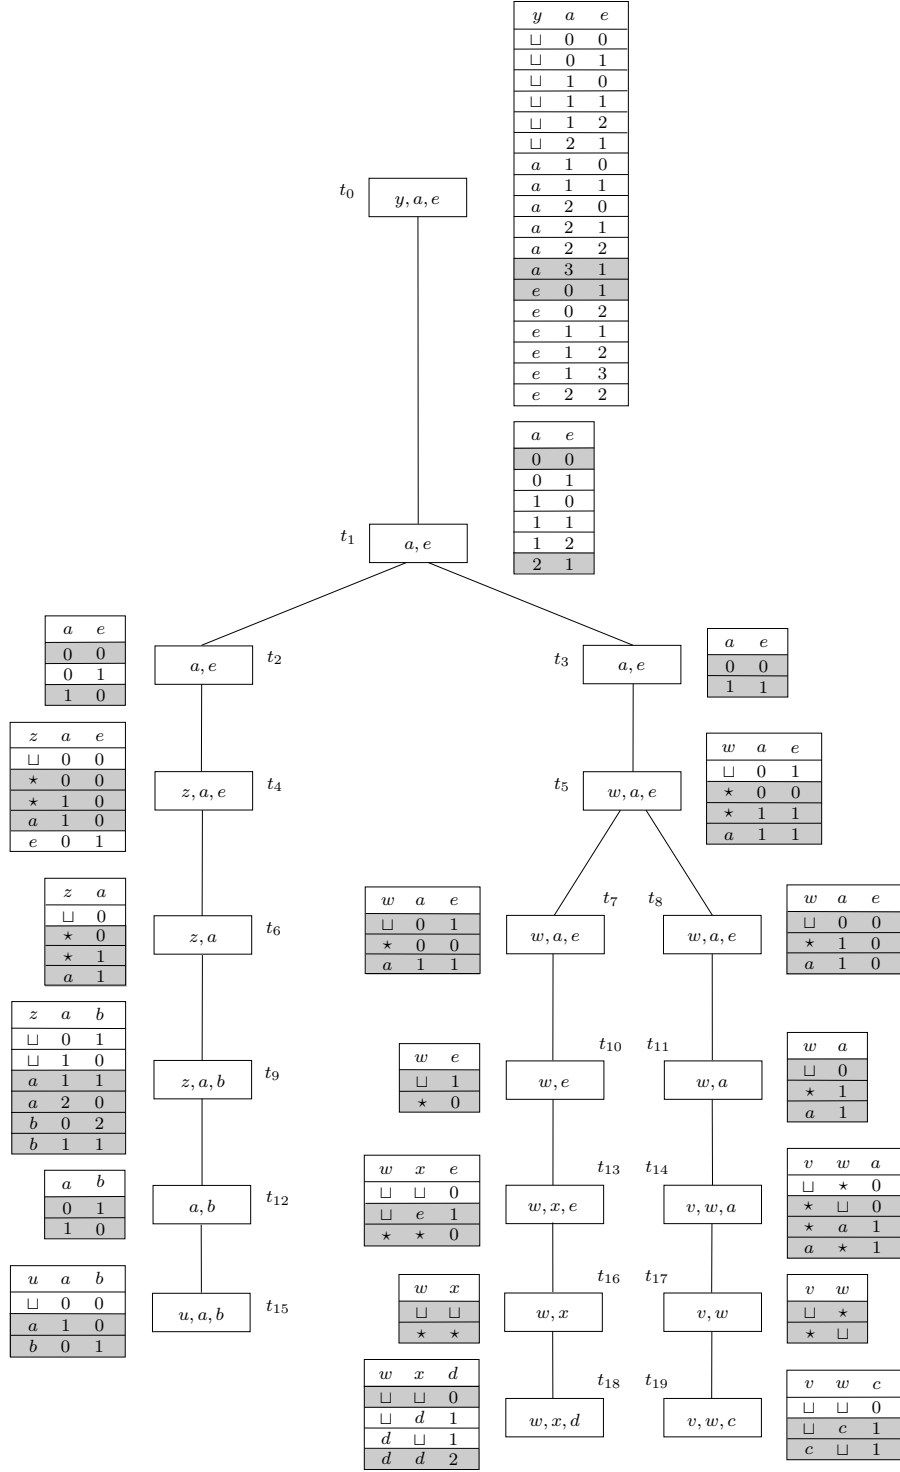 y a e
⊔ 0 0
⊔ 0 1
⊔ 1 0
⊔ 1 1
⊔ 1 2
⊔ 2 1
a 1 0
a 1 1
a 2 0
a 2 1
a 2 2
a 3 1
e 0 1
e 0 2
e 1 1
e 1 2
e 1 3
e 2 2
t₀
y, a, e
a e
0 0
0 1
1 0
1 1
1 2
2 1
t₁
a, e
a e
0 0
0 1
1 0
a, e
t₂
t₃
a, e
a e
0 0
1 1
z a e
⊔ 0 0
⋆ 0 0
⋆ 1 0
a 1 0
e 0 1
z, a, e
t₄
t₅
w, a, e
w a e
⊔ 0 1
⋆ 0 0
⋆ 1 1
a 1 1
z a
⊔ 0
⋆ 0
⋆ 1
a 1
z, a
t₆
w a e
⊔ 0 1
⋆ 0 0
a 1 1
t₇
w, a, e
t₈
w, a, e
w a e
⊔ 0 0
⋆ 1 0
a 1 0
z a b
⊔ 0 1
⊔ 1 0
a 1 1
a 2 0
b 0 2
b 1 1
z, a, b
t₉
w e
⊔ 1
⋆ 0
t₁₀
w, e
t₁₁
w, a
w a
⊔ 0
⋆ 1
a 1
a b
0 1
1 0
a, b
t₁₂
w x e
⊔ ⊔ 0
⊔ e 1
⋆ ⋆ 0
t₁₃
w, x, e
t₁₄
v, w, a
v w a
⊔ ⋆ 0
⋆ ⊔ 0
⋆ a 1
a ⋆ 1
u a b
⊔ 0 0
a 1 0
b 0 1
u, a, b
t₁₅
w x
⊔ ⊔
⋆ ⋆
t₁₆
w, x
t₁₇
v, w
v w
⊔ ⋆
⋆ ⊔
w x d
⊔ ⊔ 0
⊔ d 1
d ⊔ 1
d d 2
t₁₈
w, x, d
t₁₉
v, w, c
v w c
⊔ ⊔ 0
⊔ c 1
c ⊔ 1